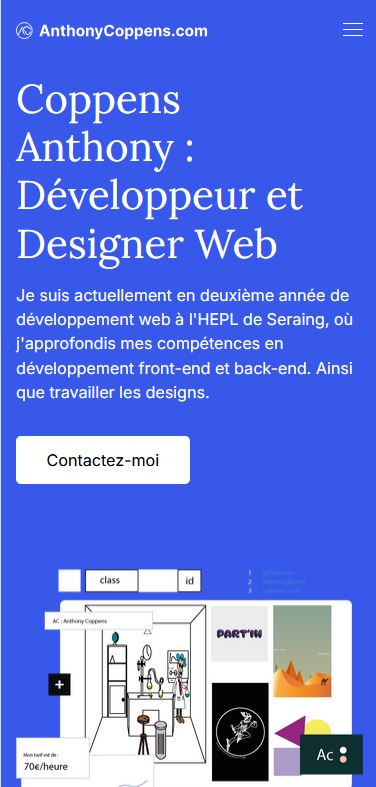 AnthonyCoppens.com
Coppens
Anthony :
Développeur et
Designer Web
Je suis actuellement en deuxième année de
développement web à l'HEPL de Seraing, où
j'approfondis mes compétences en
développement front-end et back-end. Ainsi
que travailler les designs.
Contactez-moi
class
id
1
2
3
AC : Anthony Coppens
PART'IN
+
Mon tarif est de :
70€/heure
Ac